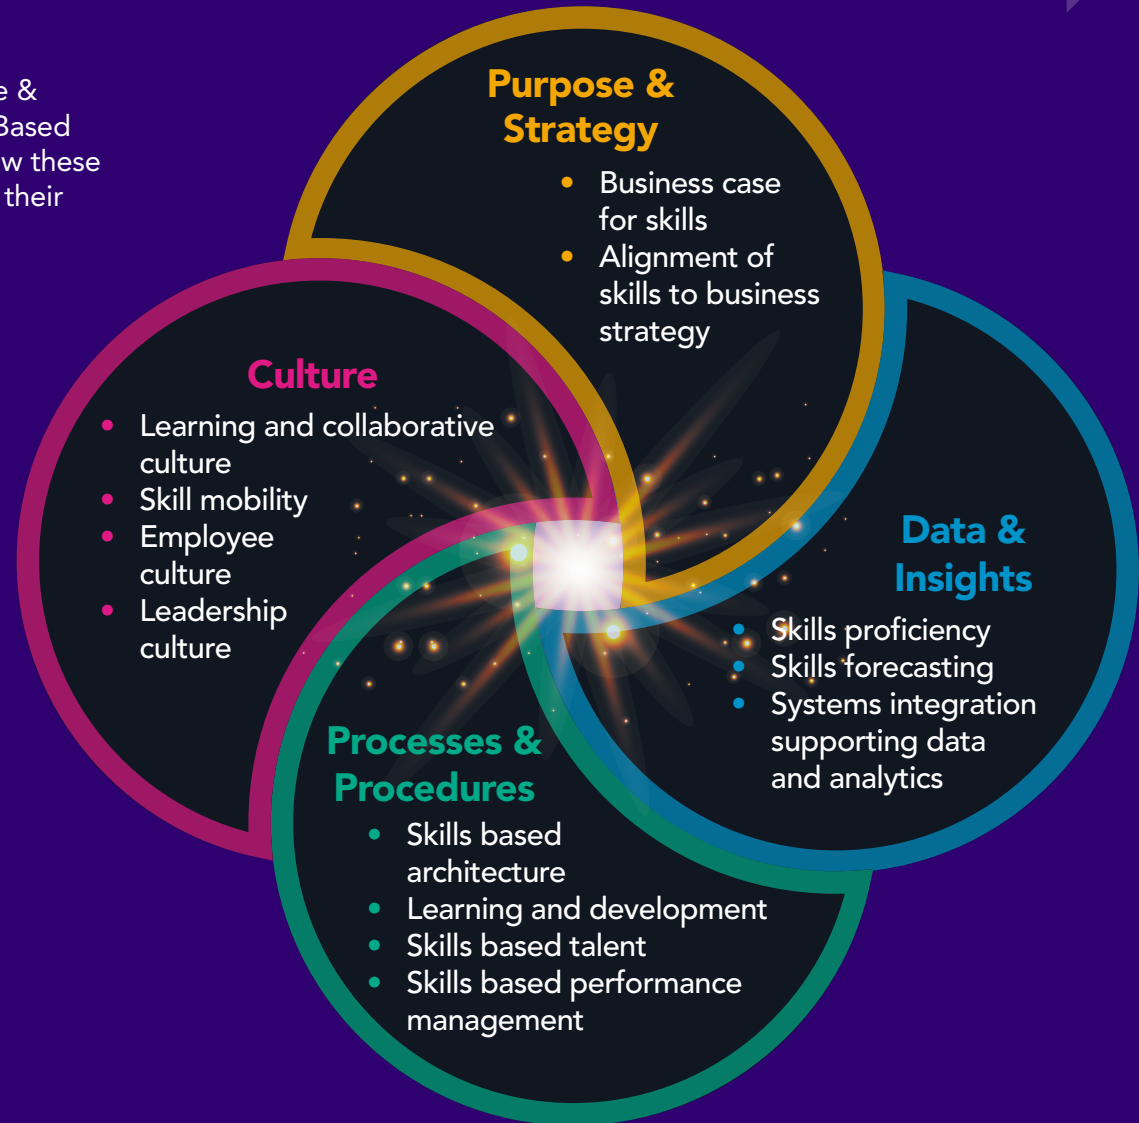 e &
Based
w these
their
Purpose &
Strategy
• Business case
for skills
• Alignment of
skills to business
strategy
Culture
• Learning and collaborative
culture
• Skill mobility
• Employee
culture
• Leadership
culture
Data &
Insights
• Skills proficiency
• Skills forecasting
• Systems integration
supporting data
and analytics
Processes &
Procedures
• Skills based
architecture
• Learning and development
• Skills based talent
• Skills based performance
management